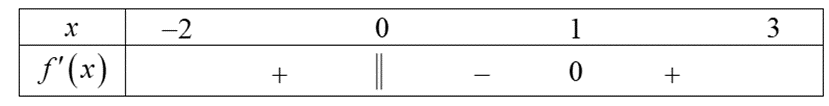 x −2 0 1 3
f′(x) + || − 0 +